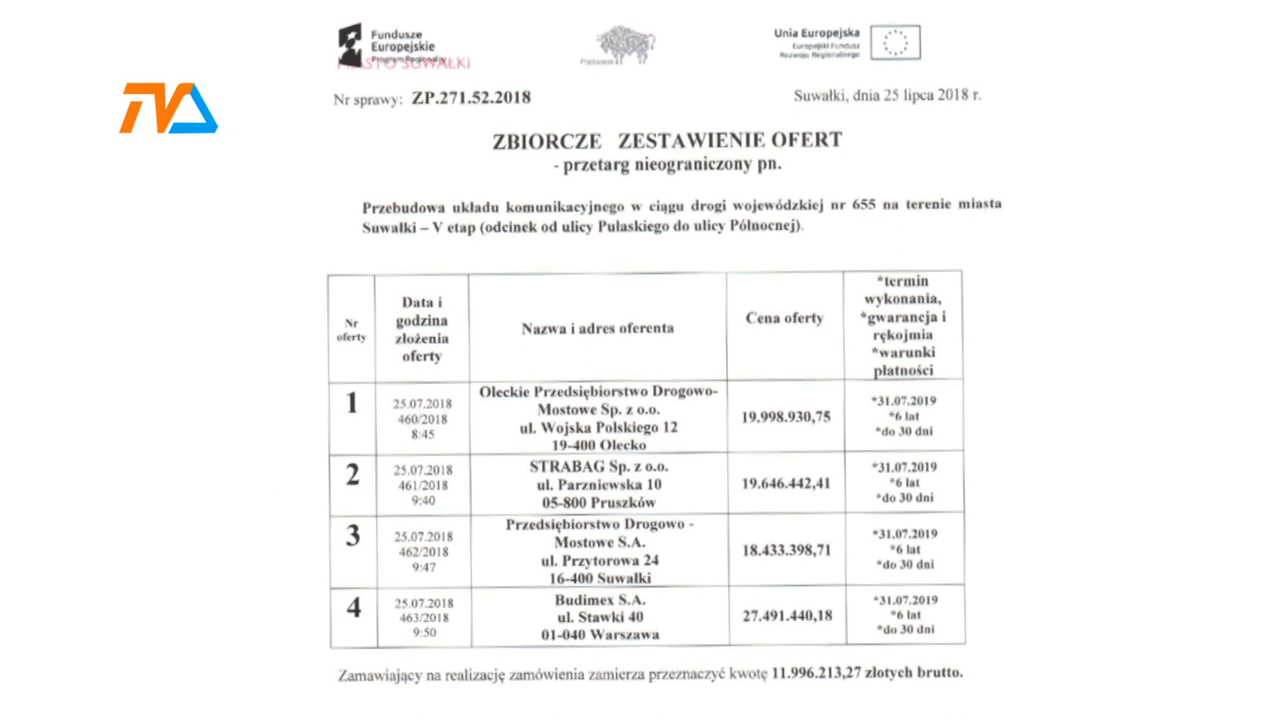 Fundusze
Europejskie
Program Regionalny
MIASTO SUWAŁKI
Podlaskie
Unia Europejska
Europejski Fundusz
Rozwoju Regionalnego
TVA
Nr sprawy: ZP.271.52.2018
Suwałki, dnia 25 lipca 2018 r.
ZBIORCZE ZESTAWIENIE OFERT
- przetarg nieograniczony pn.
Przebudowa układu komunikacyjnego w ciągu drogi wojewódzkiej nr 655 na terenie miasta
Suwałki – V etap (odcinek od ulicy Pułaskiego do ulicy Północnej).
Nr
oferty
Data i
godzina
złożenia
oferty
Nazwa i adres oferenta
Cena oferty
*termin
wykonania,
*gwarancja i
rękojmia
*warunki
płatności
1
25.07.2018
460/2018
8:45
Oleckie Przedsiębiorstwo Drogowo-
Mostowe Sp. z o.o.
ul. Wojska Polskiego 12
19-400 Olecko
19.998.930,75
*31.07.2019
*6 lat
*do 30 dni
2
25.07.2018
461/2018
9:40
STRABAG Sp. z o.o.
ul. Parzniewska 10
05-800 Pruszków
19.646.442,41
*31.07.2019
*6 lat
*do 30 dni
3
25.07.2018
462/2018
9:47
Przedsiębiorstwo Drogowo -
Mostowe S.A.
ul. Przytorowa 24
16-400 Suwałki
18.433.398,71
*31.07.2019
*6 lat
*do 30 dni
4
25.07.2018
463/2018
9:50
Budimex S.A.
ul. Stawki 40
01-040 Warszawa
27.491.440,18
*31.07.2019
*6 lat
*do 30 dni
Zamawiający na realizację zamówienia zamierza przeznaczyć kwotę 11.996.213,27 złotych brutto.